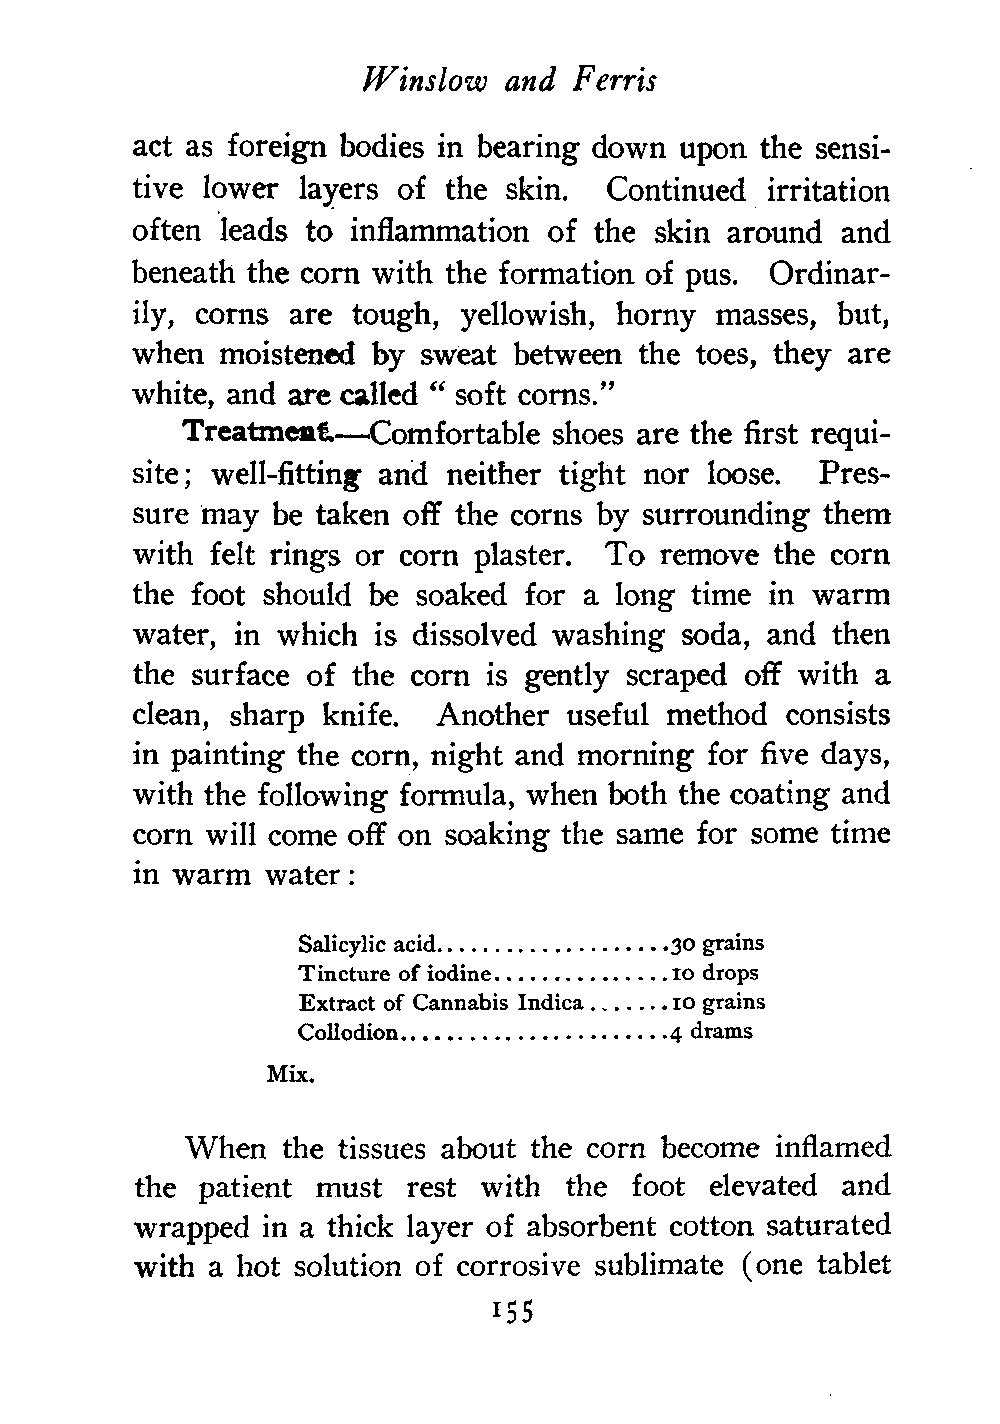 Winslow and Ferris
act as foreign bodies in bearing down upon the sensi-
tive lower layers of the skin. Continued irritation
often leads to inflammation of the skin around and
beneath the corn with the formation of pus. Ordinar-
ily, corns are tough, yellowish, horny masses, but,
when moistened by sweat between the toes, they are
white, and are called “ soft corns.”
Treatment.—Comfortable shoes are the first requi-
site; well-fitting and neither tight nor loose. Pres-
sure may be taken off the corns by surrounding them
with felt rings or corn plaster. To remove the corn
the foot should be soaked for a long time in warm
water, in which is dissolved washing soda, and then
the surface of the corn is gently scraped off with a
clean, sharp knife. Another useful method consists
in painting the corn, night and morning for five days,
with the following formula, when both the coating and
corn will come off on soaking the same for some time
in warm water :
Salicylic acid....................30 grains
Tincture of iodine...............10 drops
Extract of Cannabis Indica.......10 grains
Collodion.......................4 drams
Mix.
When the tissues about the corn become inflamed
the patient must rest with the foot elevated and
wrapped in a thick layer of absorbent cotton saturated
with a hot solution of corrosive sublimate (one tablet
155